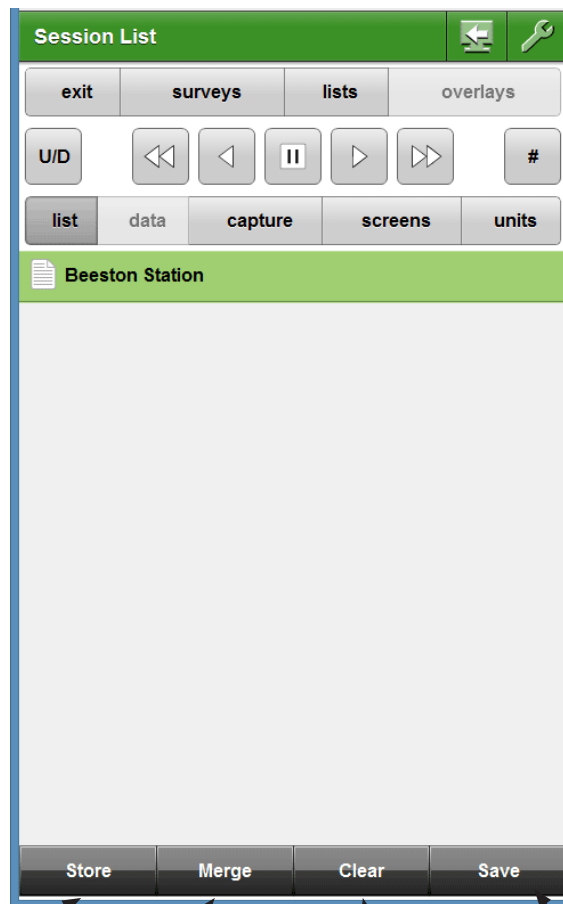 Session List
exit surveys lists overlays
U/D #
list data capture screens units
Beeston Station
Store Merge Clear Save